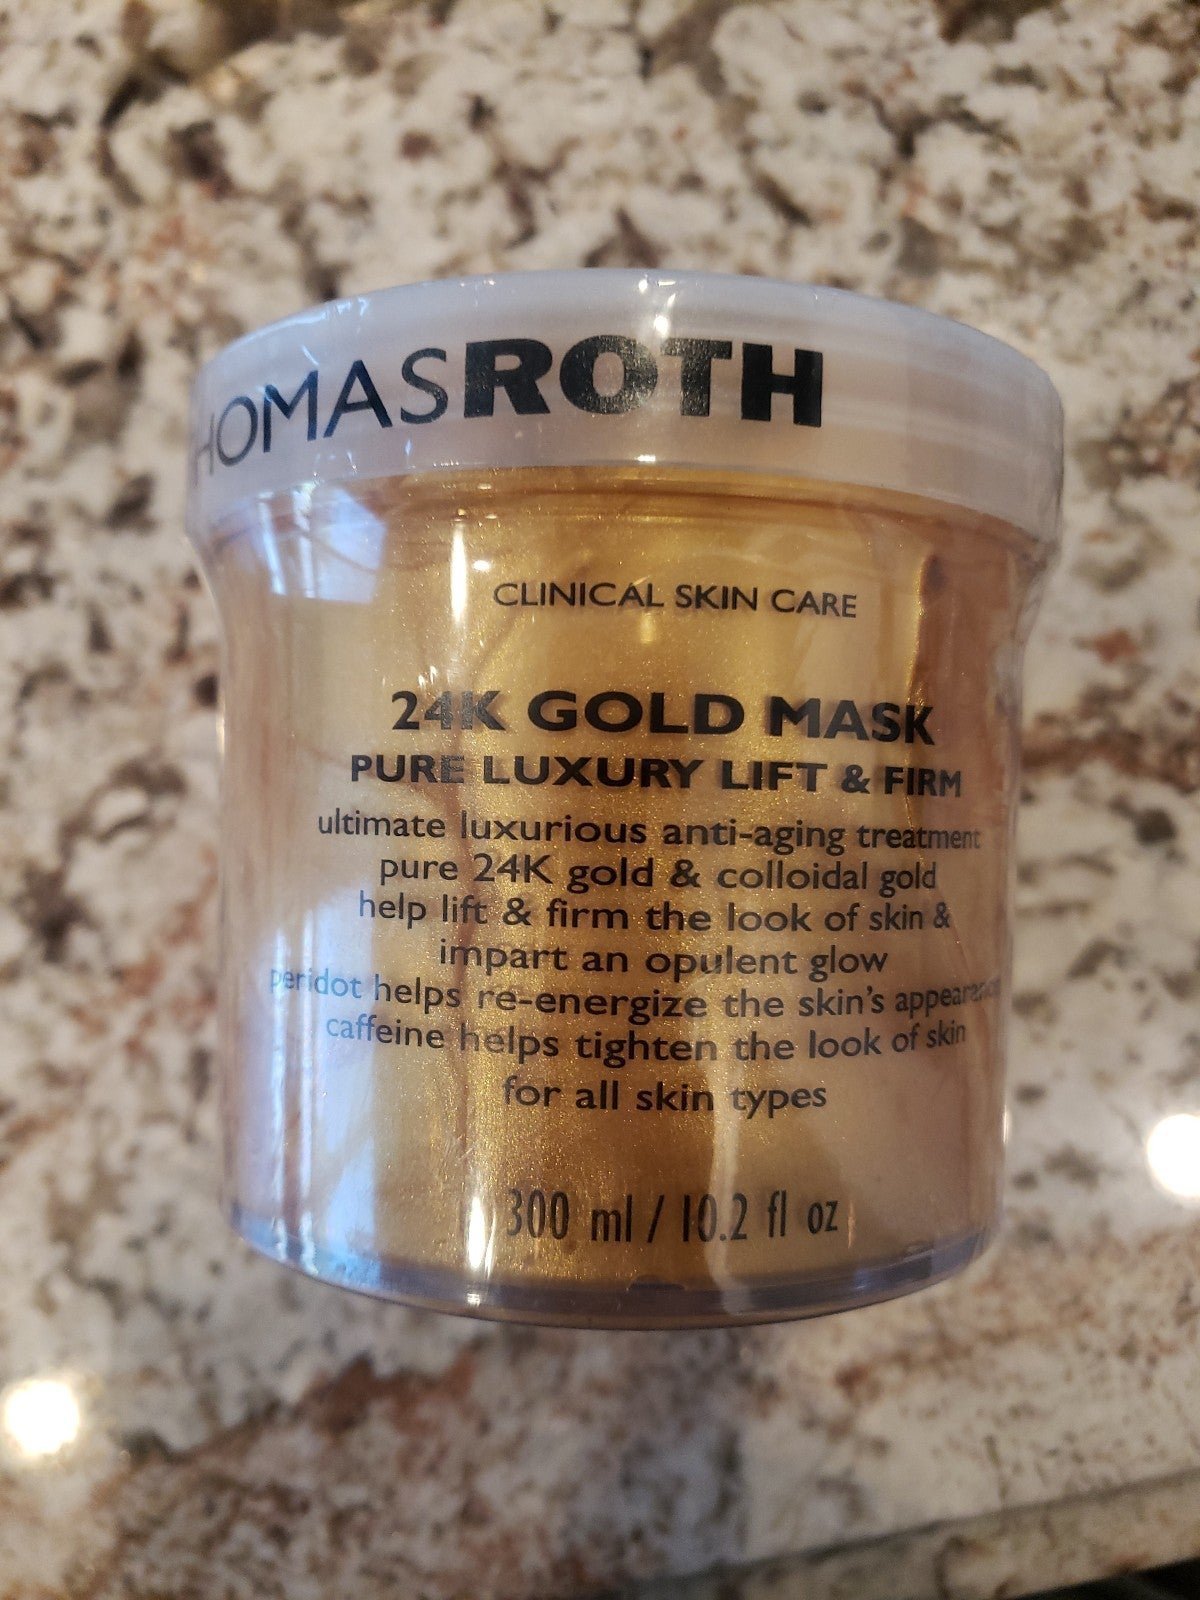 HOMASROTH
CLINICAL SKIN CARE
24K GOLD MASK
PURE LUXURY LIFT & FIRM
ultimate luxurious anti-aging treatment
pure 24K gold & colloidal gold
help lift & firm the look of skin &
impart an opulent glow
peridot helps re-energize the skin's appearance
caffeine helps tighten the look of skin
for all skin types
300 ml / 10.2 fl oz